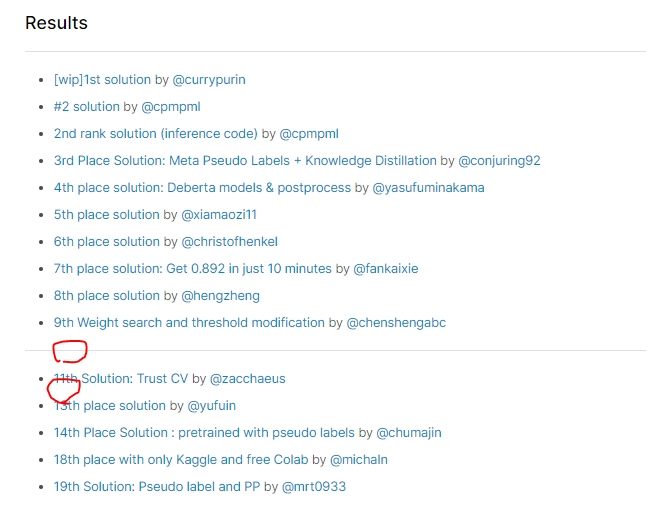 Results
[wip]1st solution by @currypurin
#2 solution by @cpmpml
2nd rank solution (inference code) by @cpmpml
3rd Place Solution: Meta Pseudo Labels + Knowledge Distillation by @conjuring92
4th place solution: Deberta models & postprocess by @yasufuminakama
5th place solution by @xiamaozi11
6th place solution by @christofhenkel
7th place solution: Get 0.892 in just 10 minutes by @fankaixie
8th place solution by @hengzheng
9th Weight search and threshold modification by @chenshengabc
11th Solution: Trust CV by @zacchaeus
13th place solution by @yufuin
14th Place Solution : pretrained with pseudo labels by @chumajin
18th place with only Kaggle and free Colab by @michaln
19th Solution: Pseudo label and PP by @mrt0933